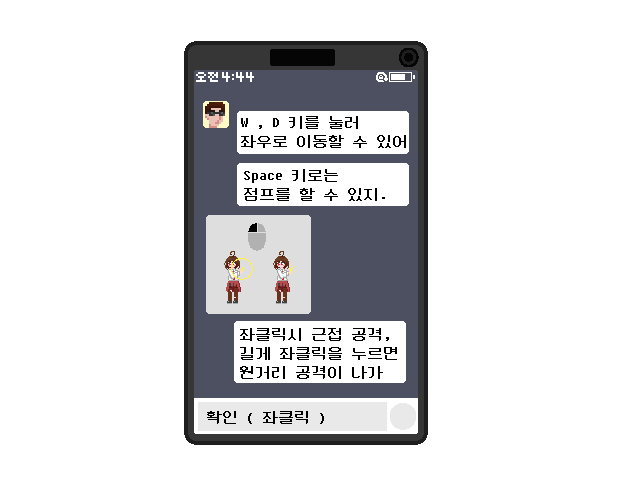 오전4:44
W , D 키를 눌러
좌우로 이동할 수 있어
Space 키로는
점프를 할 수 있지.
좌클릭시 근접 공격,
길게 좌클릭을 누르면
원거리 공격이 나가
확인 ( 좌클릭 )